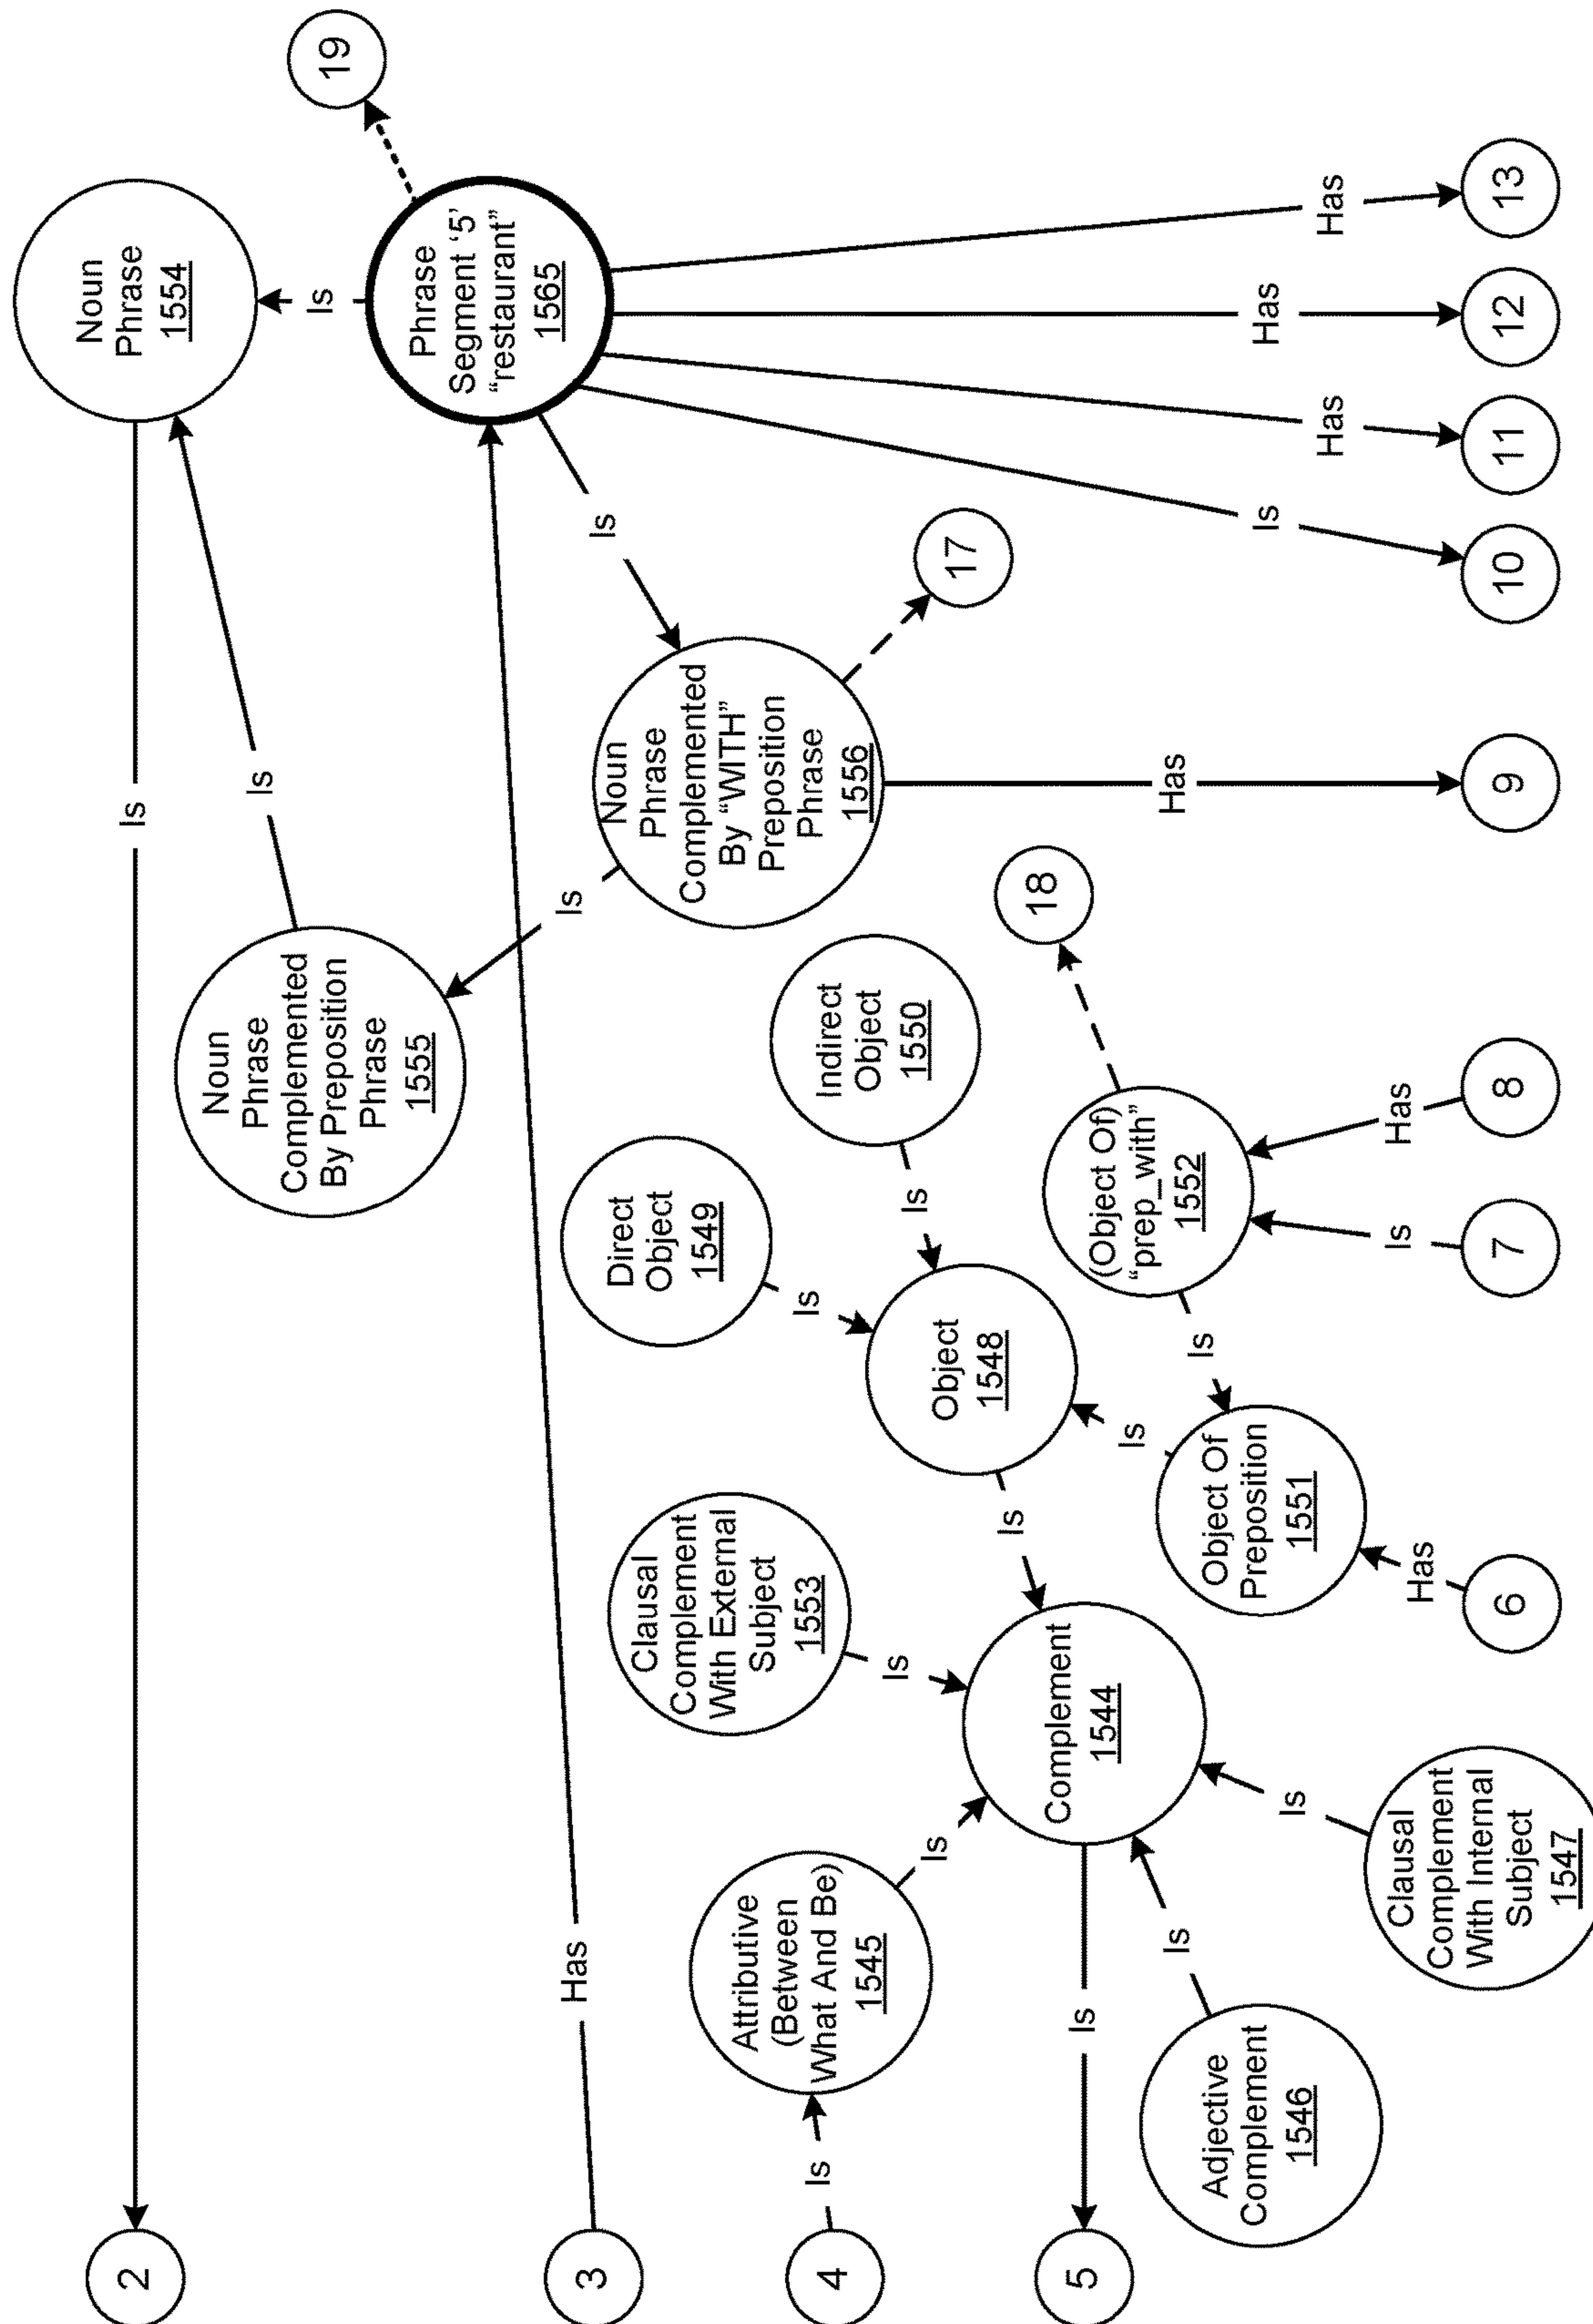 2
Is
Noun
Phrase
1554
19
Is
Noun
Phrase
Complemented
By Preposition
Phrase
1555
Is
Phrase
Segment ‘5’
“restaurant”
1565
3
Has
Is
Is
Noun
Phrase
Complemented
By “WITH”
Preposition
Phrase
1556
17
Direct
Object
1549
Is
Indirect
Object
1550
Is
Clausal
Complement
With External
Subject
1553
Is
Object
1548
Is
4
Is
Attributive
(Between
What And Be)
1545
Is
Complement
1544
Is
18
(Object Of)
“prep_with”
1552
Is
Object Of
Preposition
1551
Is
5
Is
Adjective
Complement
1546
Is
Clausal
Complement
With Internal
Subject
1547
Is
Has
6
Is
7
Has
8
Has
9
Is
10
Has
11
Has
12
Has
13